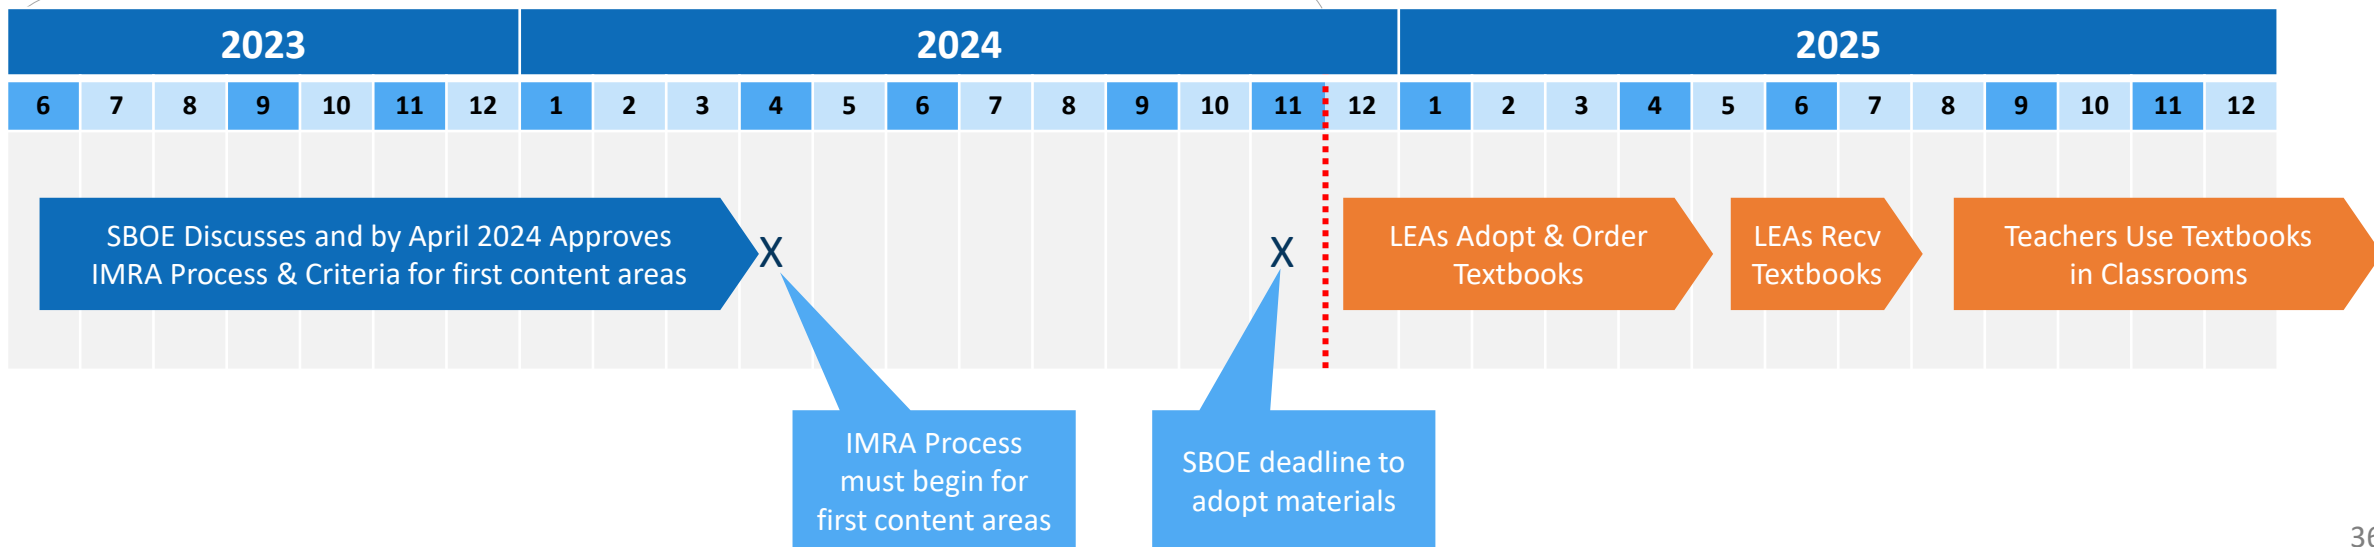 2023 2024 2025
6 7 8 9 10 11 12 1 2 3 4 5 6 7 8 9 10 11 12 1 2 3 4 5 6 7 8 9 10 11 12
SBOE Discusses and by April 2024 Approves
IMRA Process & Criteria for first content areas
X
X
LEAs Adopt & Order
Textbooks
LEAs Recv
Textbooks
Teachers Use Textbooks
in Classrooms
IMRA Process
must begin for
first content areas
SBOE deadline to
adopt materials
36